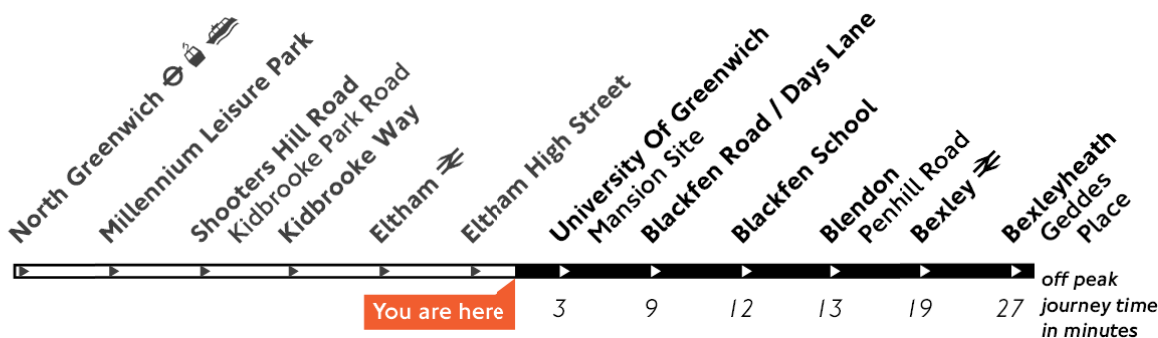 North Greenwich
Millennium Leisure Park
Shooters Hill Road
Kidbrooke Park Road
Kidbrooke Way
Eltham
Eltham High Street
University Of Greenwich
Mansion Site
Blackfen Road / Days Lane
Blackfen School
Blendon
Penhill Road
Bexley
Bexleyheath
Geddes
Place
You are here
3 9 12 13 19 27
off peak
journey time
in minutes